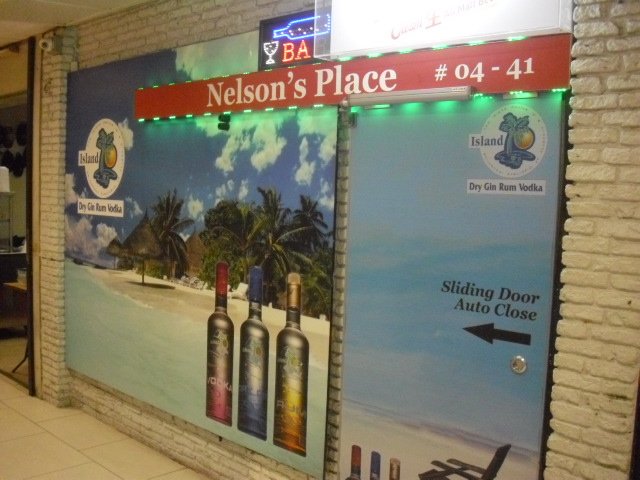 BA
Nelson's Place # 04 - 41
Island
Dry Gin Rum Vodka
Island
Dry Gin Rum Vodka
Sliding Door
Auto Close
VODKA
RUM